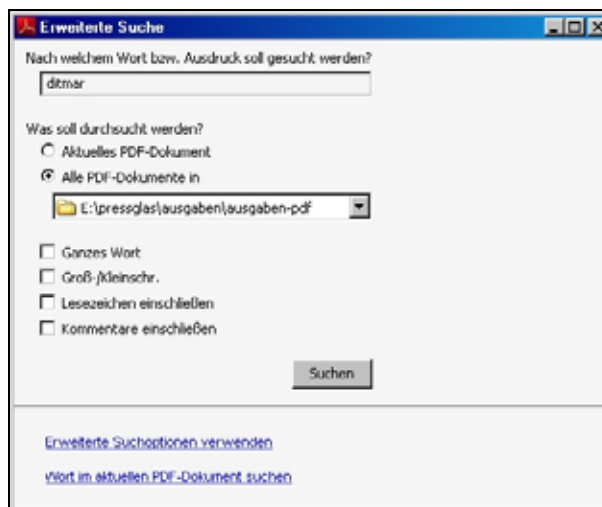 Erweiterte Suche
Nach welchem Wort bzw. Ausdruck soll gesucht werden?
ditmar
Was soll durchsucht werden?
Aktuelles PDF-Dokument
Alle PDF-Dokumente in
E:\pressglas\ausgaben\ausgaben-pdf
Ganzes Wort
Groß-/Kleinschr.
Lesezeichen einschließen
Kommentare einschließen
Suchen
Erweiterte Suchoptionen verwenden
Wort im aktuellen PDF-Dokument suchen